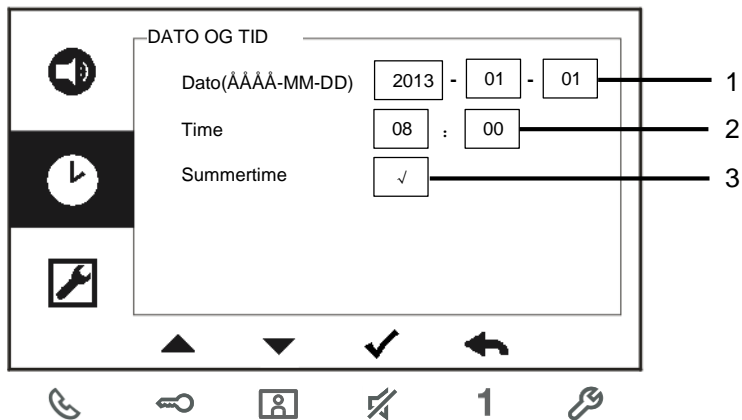 DATO OG TID
Dato(ÅÅÅÅ-MM-DD) 2013 - 01 - 01 1
Time 08 : 00 2
Summertime √ 3
1